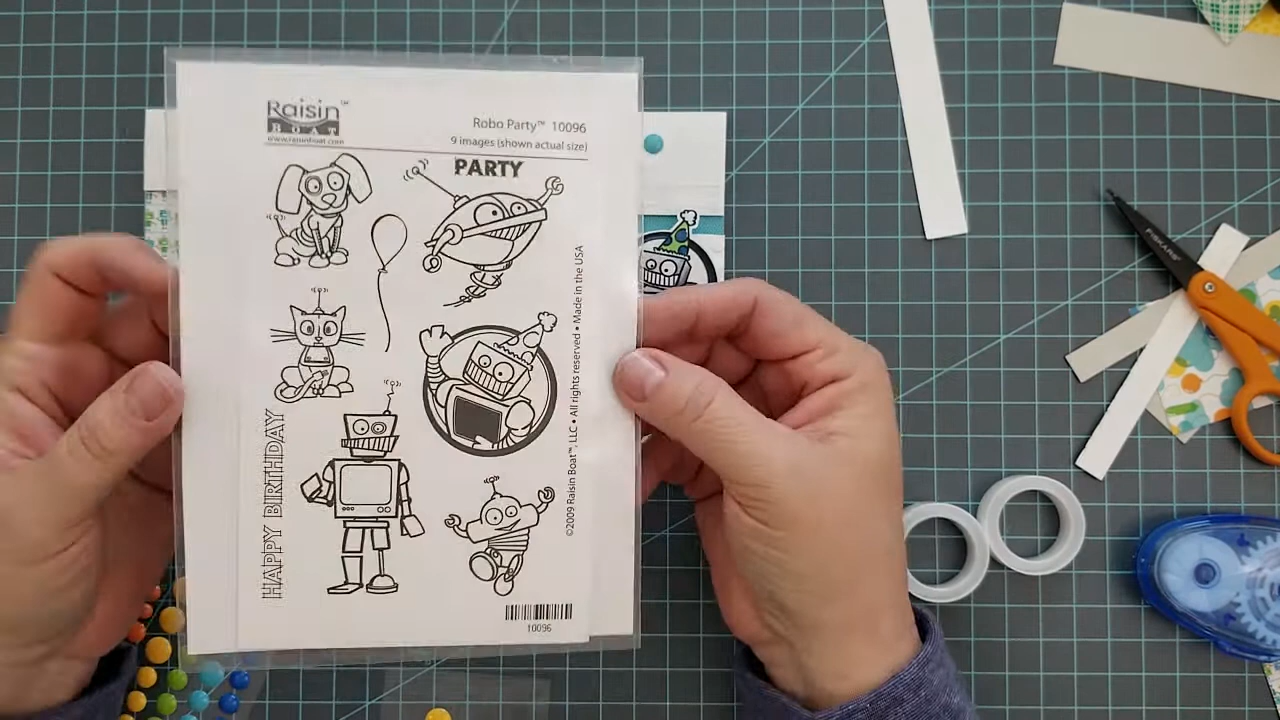 Raisin™
BOAT
www.raisinboat.com
Robo Party™ 10096
9 images (shown actual size)
PARTY
HAPPY BIRTHDAY
©2009 Raisin Boat™, LLC • All rights reserved • Made in the USA
10096
FISKARS